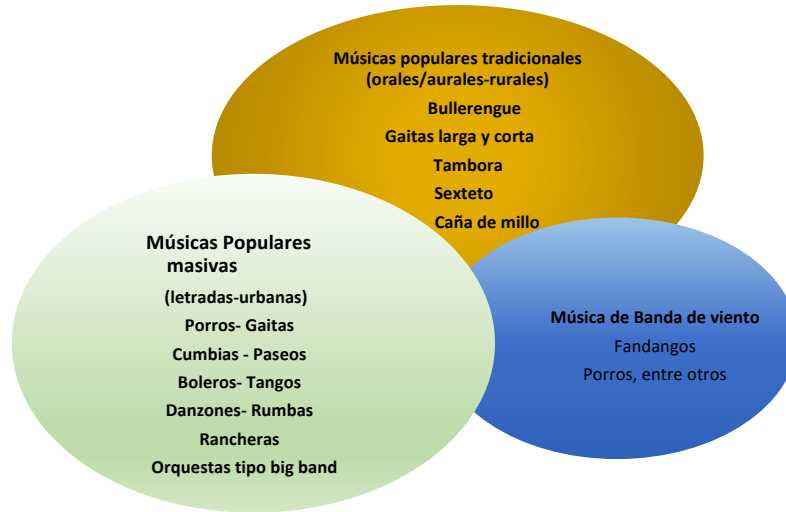 Músicas populares tradicionales
(orales/aurales-rurales)
Bullerengue
Gaitas larga y corta
Tambora
Sexteto
Caña de millo
Músicas Populares
masivas
(letradas-urbanas)
Porros- Gaitas
Cumbias - Paseos
Boleros- Tangos
Danzones- Rumbas
Rancheras
Orquestas tipo big band
Música de Banda de viento
Fandangos
Porros, entre otros